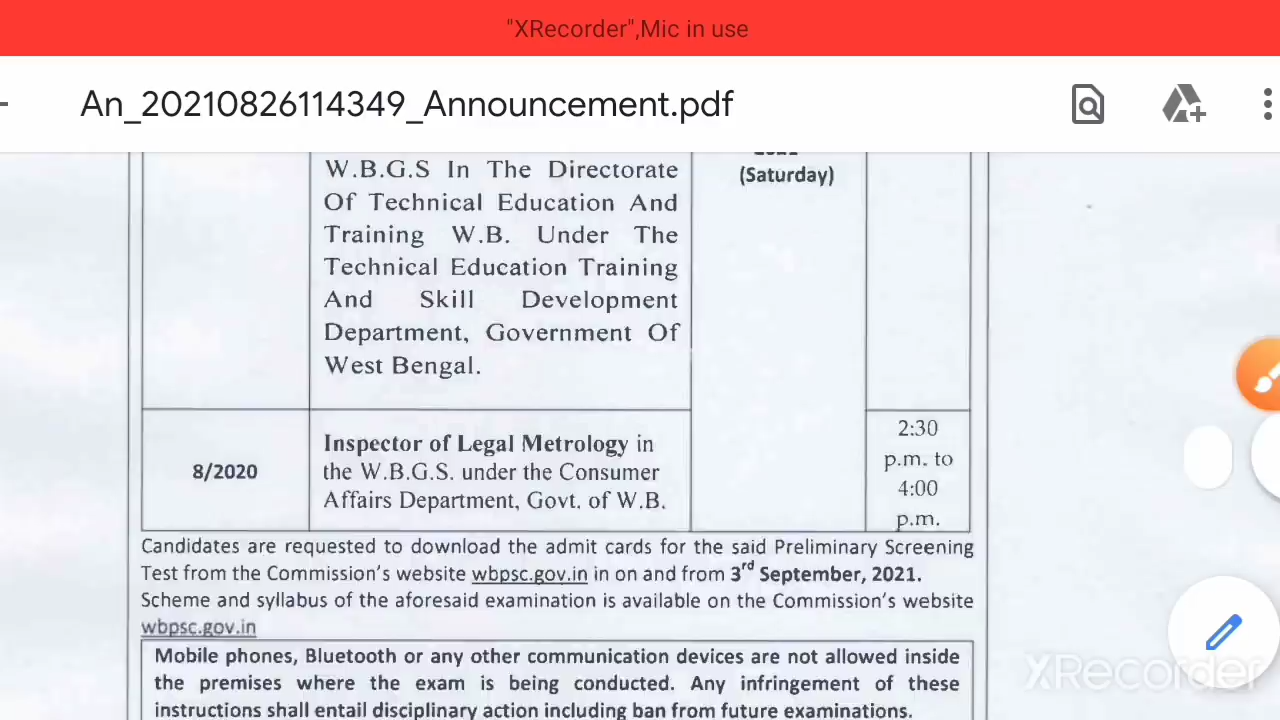 "XRecorder",Mic in use
An_20210826114349_Announcement.pdf
W.B.G.S In The Directorate
Of Technical Education And
Training W.B. Under The
Technical Education Training
And Skill Development
Department, Government Of
West Bengal.
(Saturday)
8/2020
Inspector of Legal Metrology in
the W.B.G.S. under the Consumer
Affairs Department, Govt. of W.B.
2:30
p.m. to
4:00
p.m.
Candidates are requested to download the admit cards for the said Preliminary Screening
Test from the Commission's website wbpsc.gov.in in on and from 3rd September, 2021.
Scheme and syllabus of the aforesaid examination is available on the Commission's website
wbpsc.gov.in
Mobile phones, Bluetooth or any other communication devices are not allowed inside
the premises where the exam is being conducted. Any infringement of these
instructions shall entail disciplinary action including ban from future examinations.
XRecorder